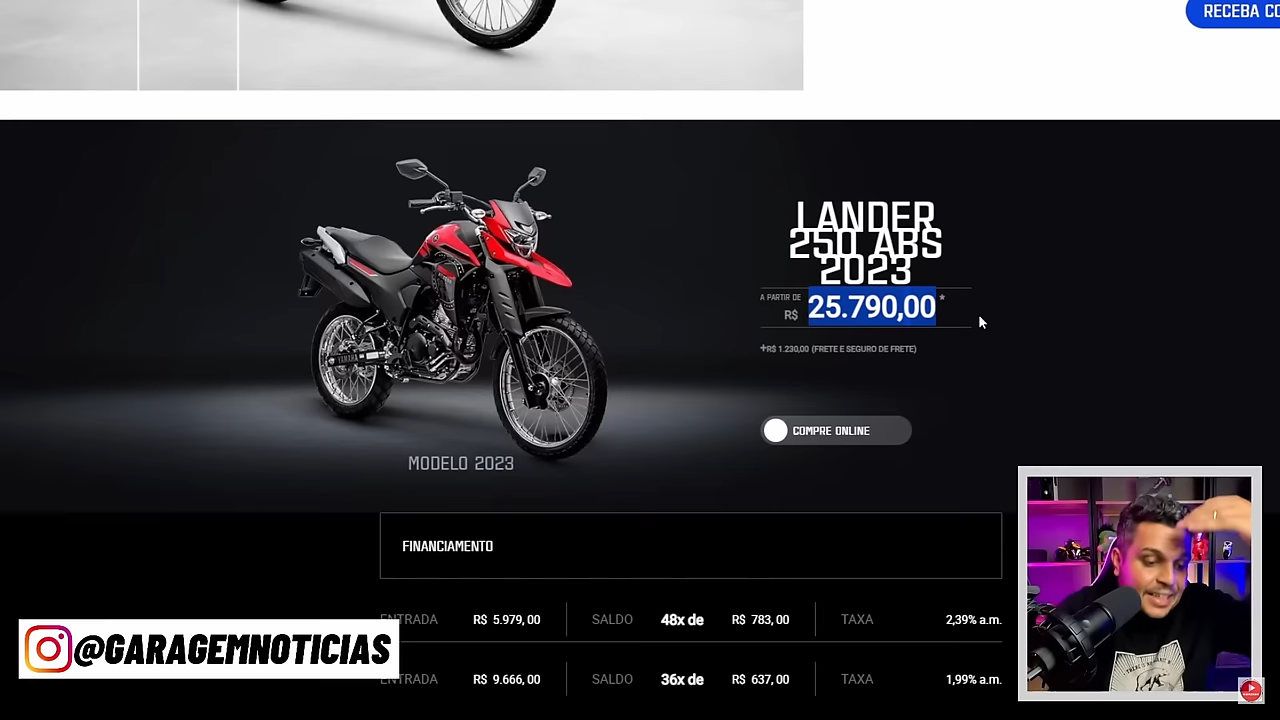 RECEBA CO
LANDER
250 ABS
2023
A PARTIR DE
R$ 25.790,00 *
+R$ 1.230,00 (FRETE E SEGURO DE FRETE)
COMPRE ONLINE
YAMAHA
MODELO 2023
FINANCIAMENTO
ENTRADA R$ 5.979,00 SALDO 48x de R$ 783,00 TAXA 2,39% a.m.
@GARAGEMNOTICIAS
ENTRADA R$ 9.666,00 SALDO 36x de R$ 637,00 TAXA 1,99% a.m.